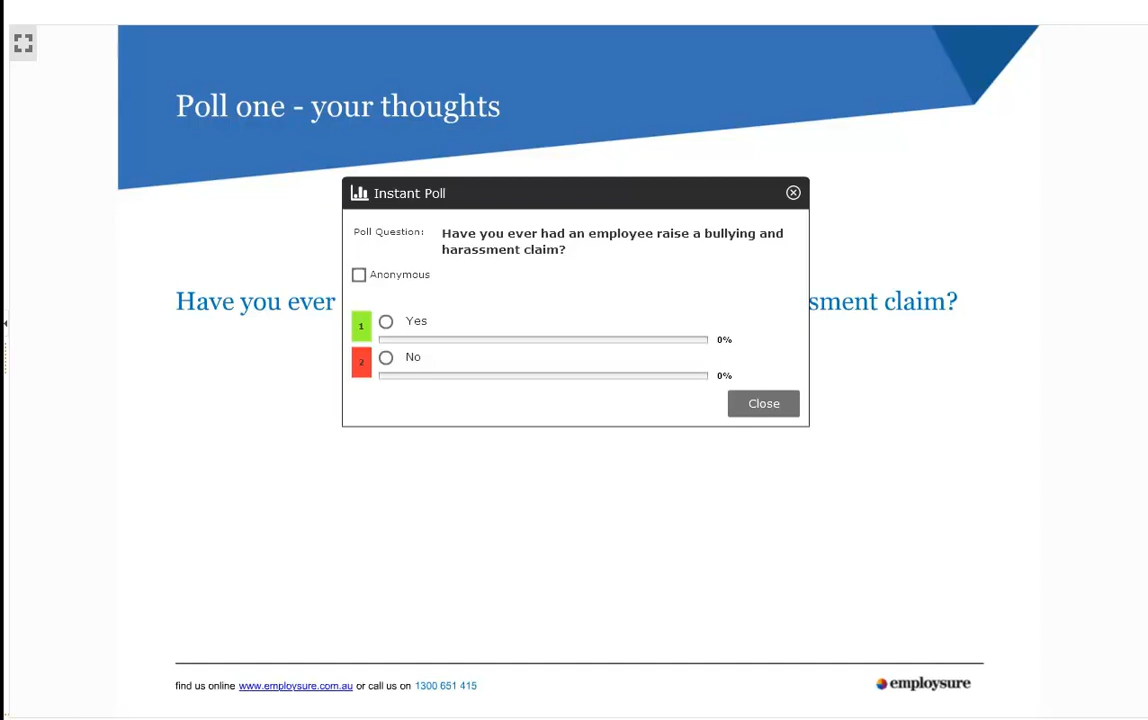 Poll one - your thoughts
Instant Poll
Poll Question: Have you ever had an employee raise a bullying and
harassment claim?
Anonymous
Have you ever
sment claim?
1 Yes
0%
2 No
0%
Close
find us online www.employsure.com.au or call us on 1300 651 415
employsure